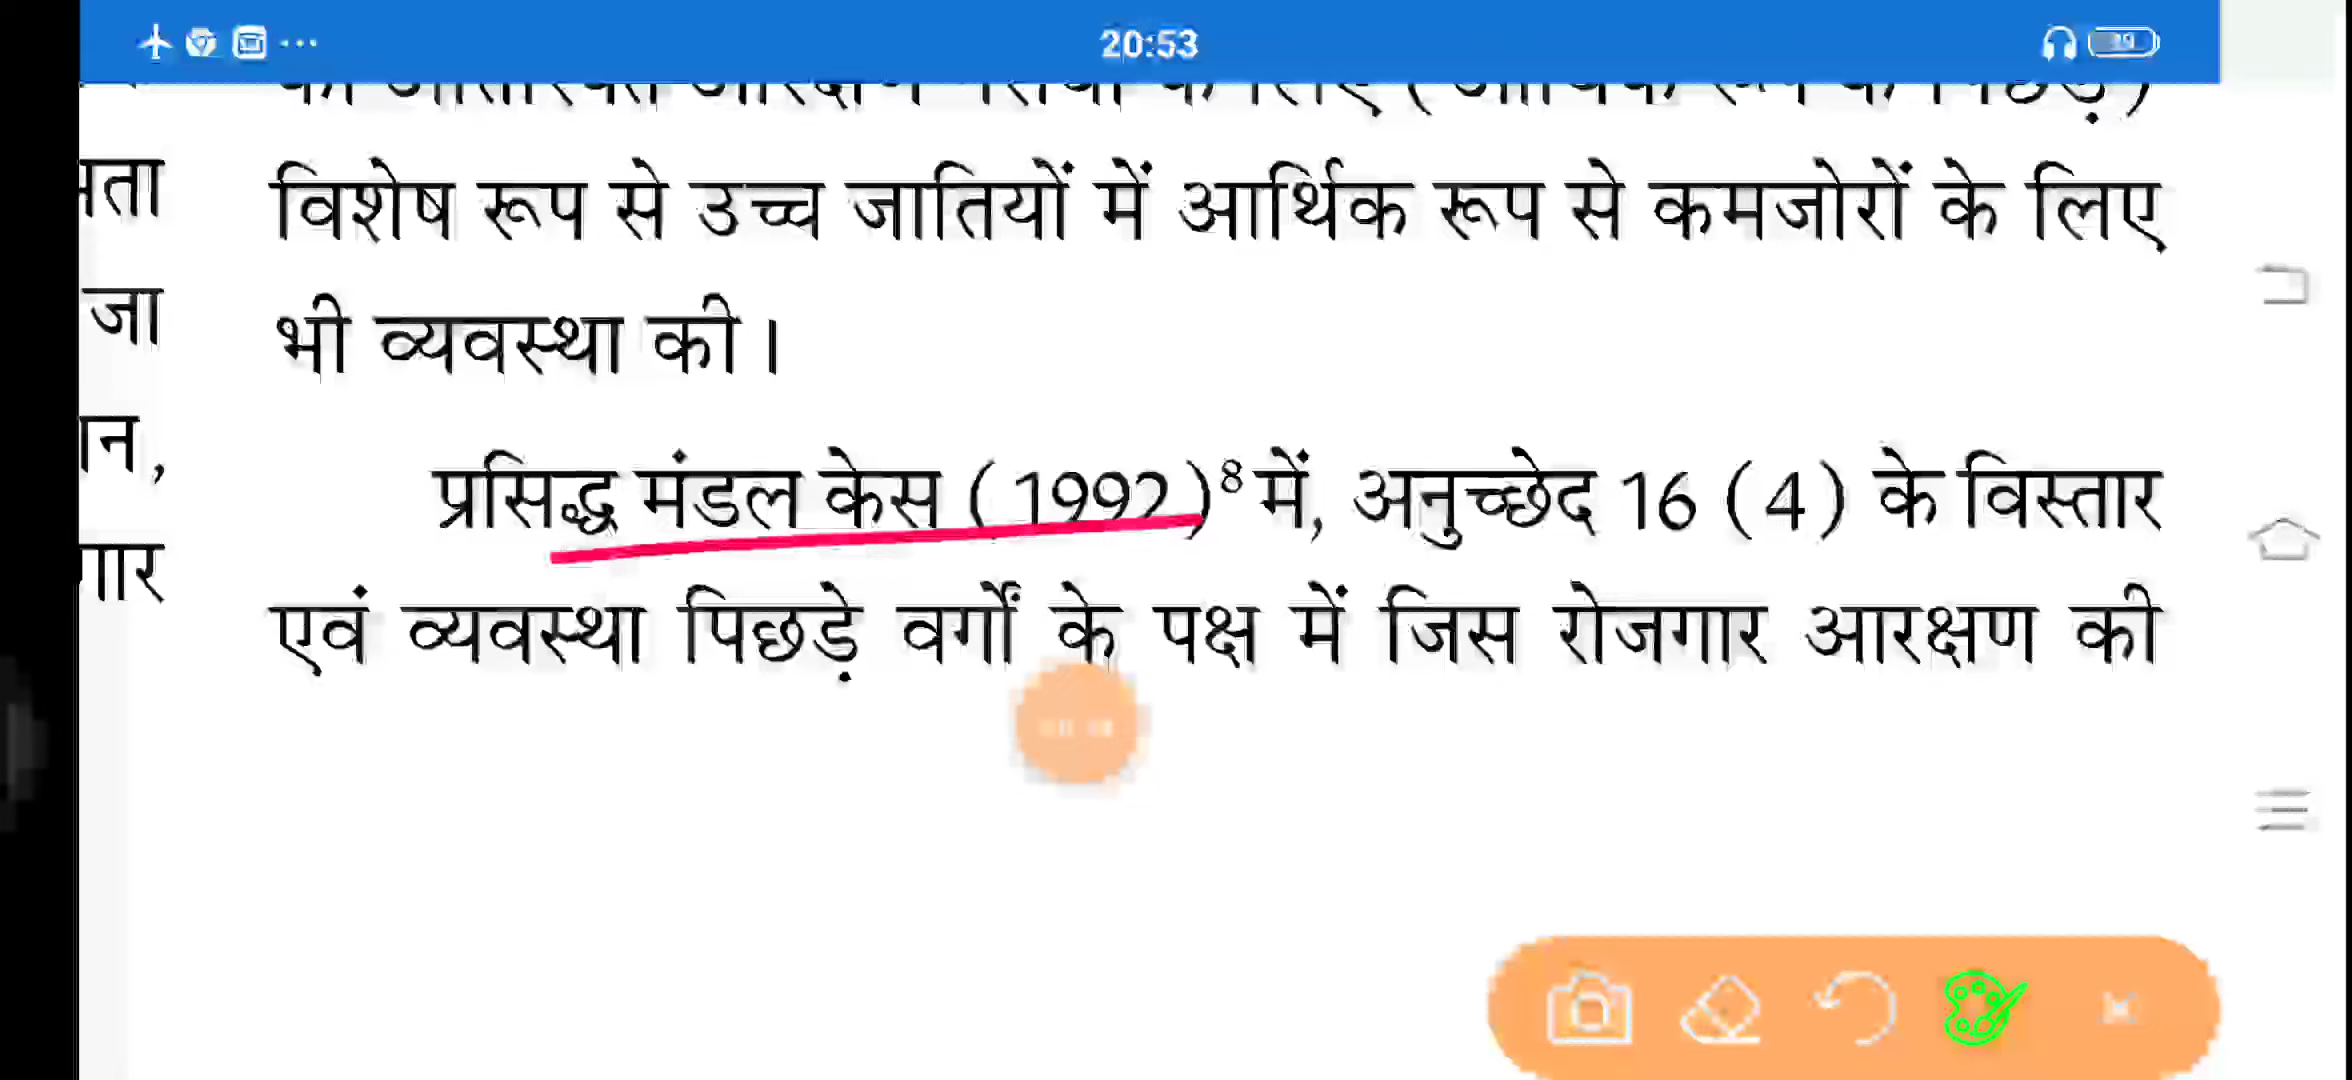 20:53
39
विशेष रूप से उच्च जातियों में आर्थिक रूप से कमजोरों के लिए
भी व्यवस्था की।
प्रसिद्ध मंडल केस (1992)⁸ में, अनुच्छेद 16 (4) के विस्तार
एवं व्यवस्था पिछड़े वर्गों के पक्ष में जिस रोजगार आरक्षण की
जा